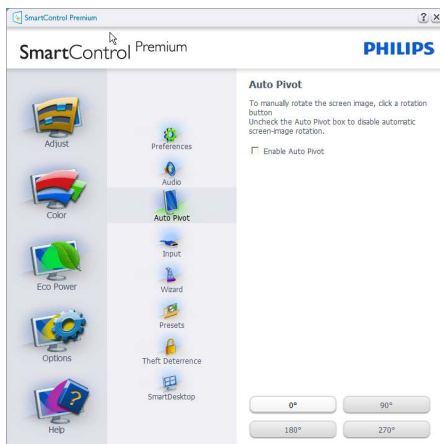 SmartControl Premium
SmartControl Premium
PHILIPS
Adjust
Color
Eco Power
Options
Help
Preferences
Audio
Auto Pivot
Input
Wizard
Presets
Theft Deterrence
SmartDesktop
Auto Pivot
To manually rotate the screen image, click a rotation
button
Uncheck the Auto Pivot box to disable automatic
screen-image rotation.
Enable Auto Pivot
0° 90°
180° 270°